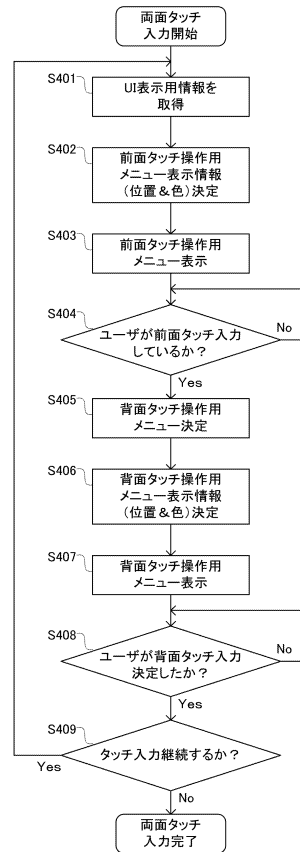 両面タッチ
入力開始
S401
UI表示用情報を
取得
S402
前面タッチ操作用
メニュー表示情報
(位置＆色)決定
S403
前面タッチ操作用
メニュー表示
S404
ユーザが前面タッチ入力
しているか？
No
Yes
S405
背面タッチ操作用
メニュー決定
S406
背面タッチ操作用
メニュー表示情報
(位置＆色)決定
S407
背面タッチ操作用
メニュー表示
S408
ユーザが背面タッチ入力
決定したか？
No
Yes
S409
タッチ入力継続するか？
Yes
No
両面タッチ
入力完了